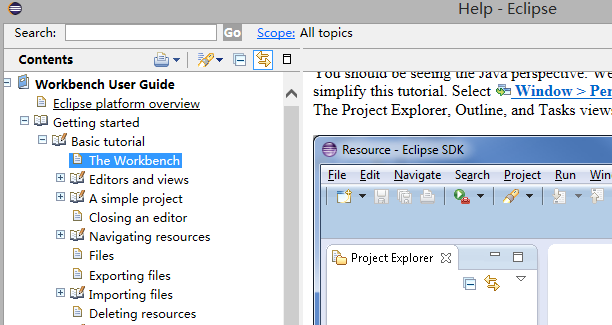 Help - Eclipse
Search:
Go
Scope: All topics
Contents
Workbench User Guide
Eclipse platform overview
Getting started
Basic tutorial
The Workbench
Editors and views
A simple project
Closing an editor
Navigating resources
Files
Exporting files
Importing files
Deleting resources
You should be seeing the Java perspective. We
simplify this tutorial. Select Window > Per
The Project Explorer, Outline, and Tasks views
Resource - Eclipse SDK
File Edit Navigate Search Project Run Win
Project Explorer